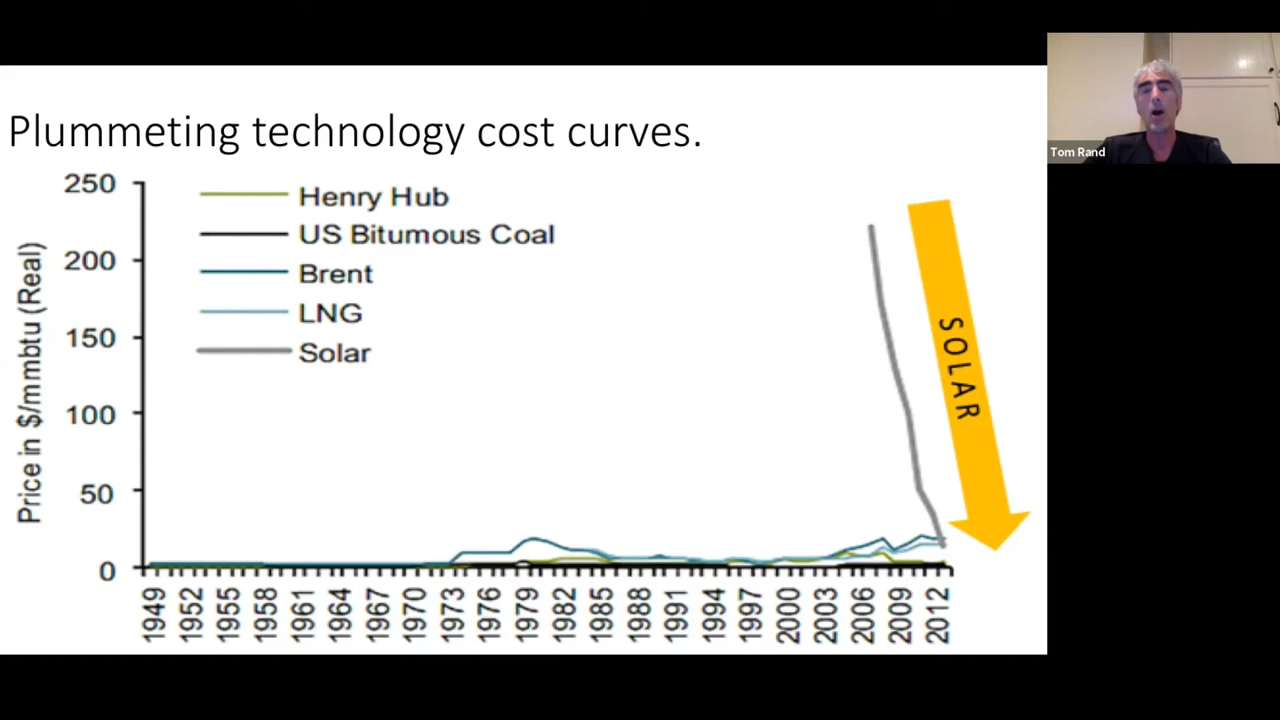 Plummeting technology cost curves.
Tom Rand
250
200
150
100
50
0
Price in $/mmbtu (Real)
Henry Hub
US Bitumous Coal
Brent
LNG
Solar
SOLAR
1949 1952 1955 1958 1961 1964 1967 1970 1973 1976 1979 1982 1985 1988 1991 1994 1997 2000 2003 2006 2009 2012